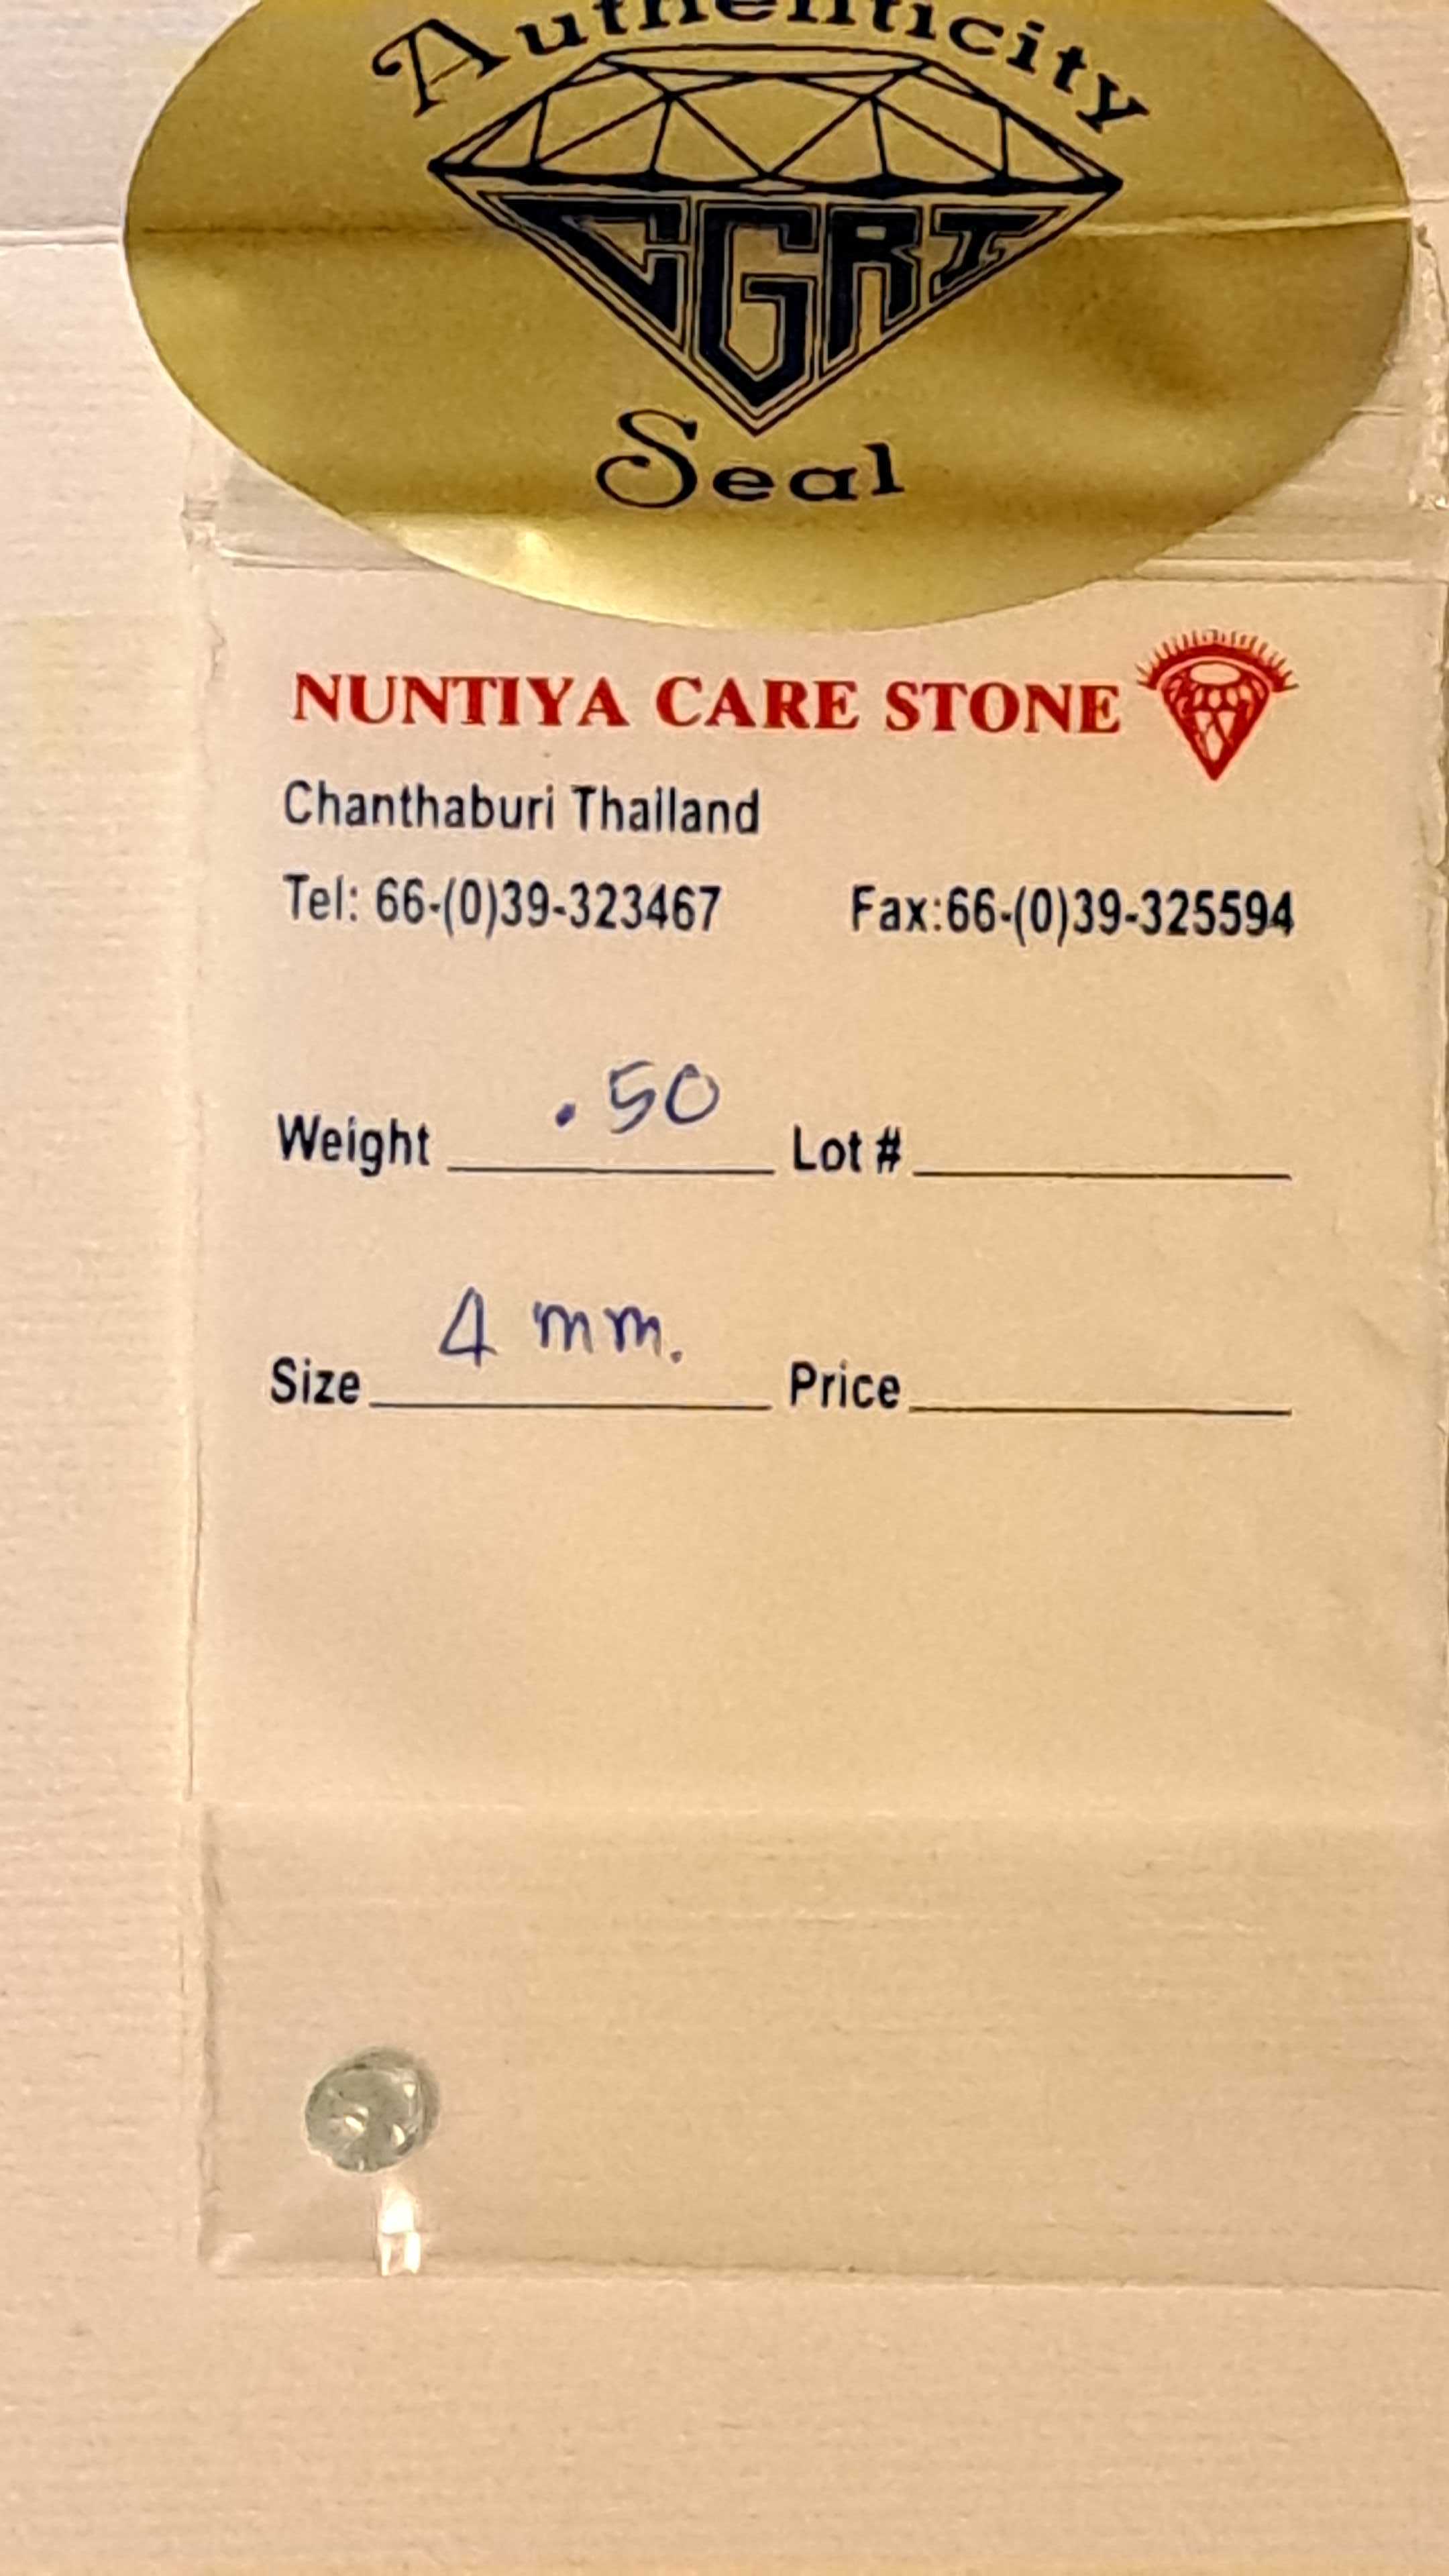 Authenticity
CGRI
Seal
NUNTIYA CARE STONE
Chanthaburi Thailand
Tel: 66-(0)39-323467 Fax:66-(0)39-325594
Weight .50 Lot #
Size 4 mm. Price